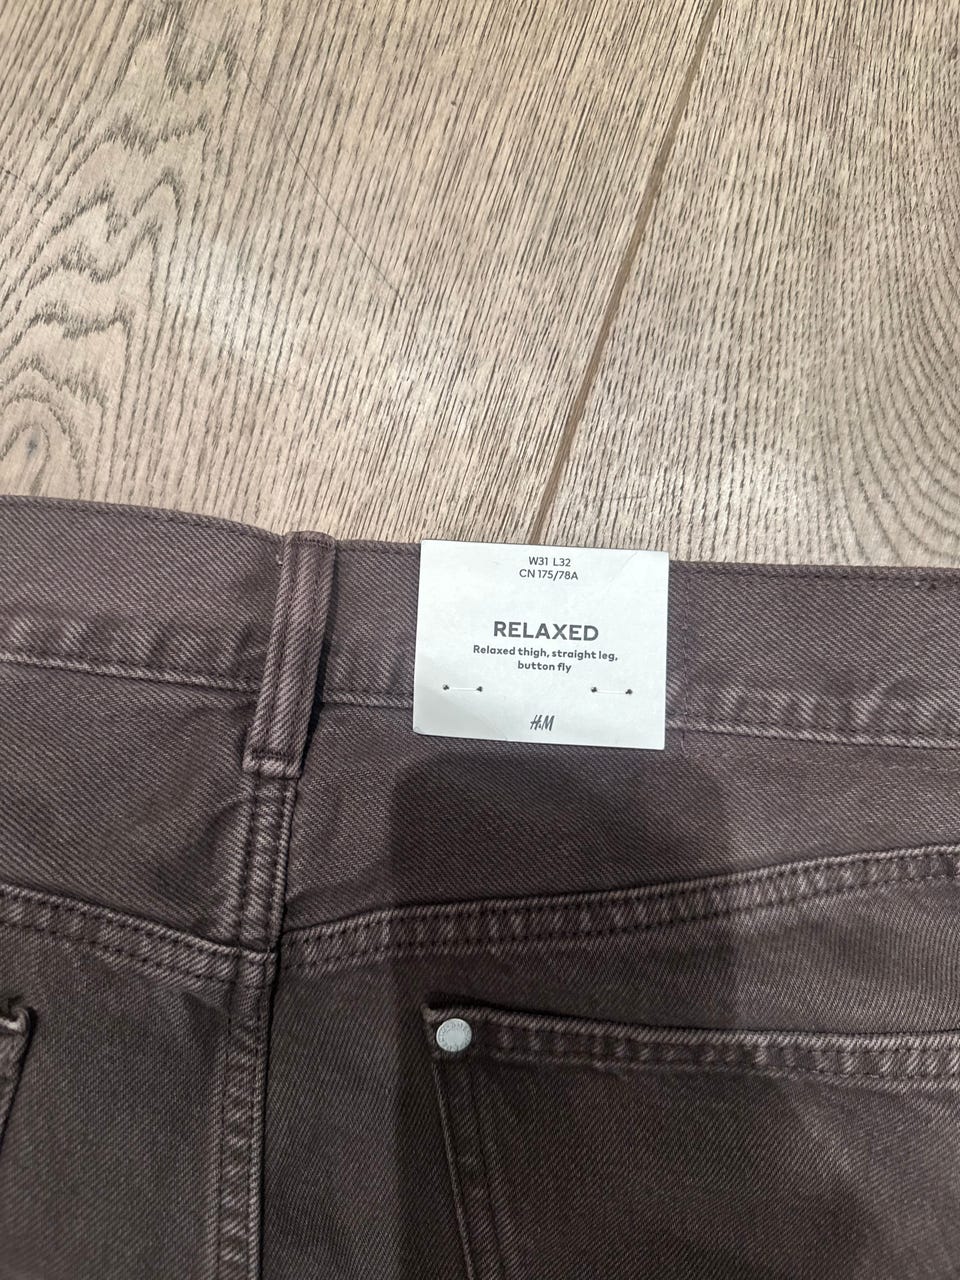 W31 L32
CN 175/78A
RELAXED
Relaxed thigh, straight leg,
button fly
H&M